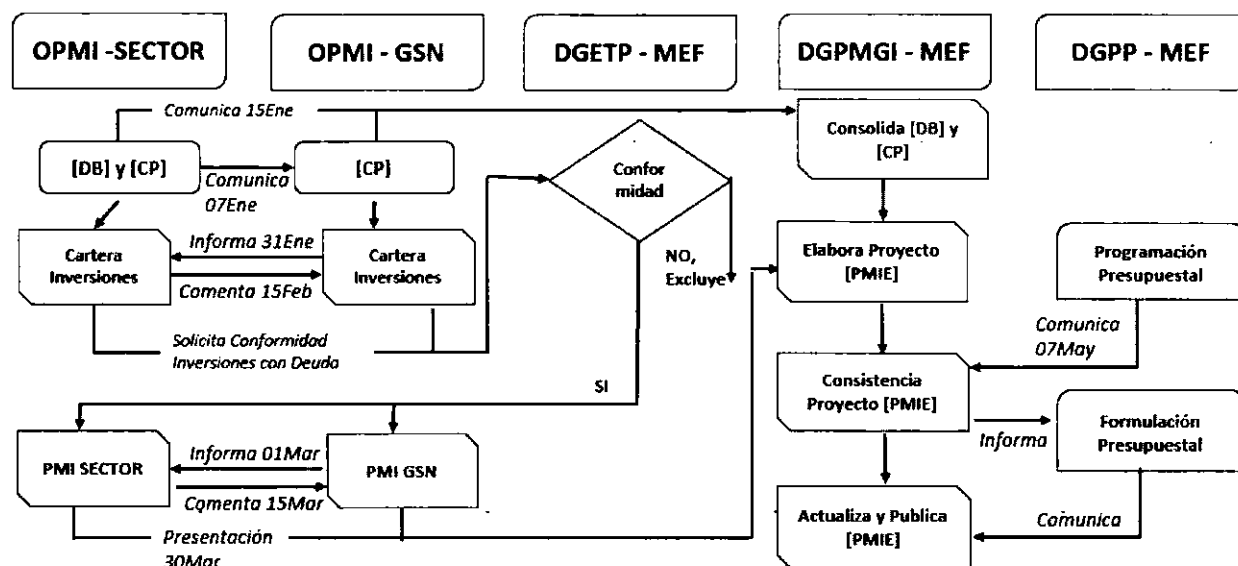 OPMI -SECTOR
OPMI - GSN
DGETP - MEF
DGPMGI - MEF
DGPP - MEF
Comunica 15Ene
Consolida [DB] y
[CP]
[DB] y [CP]
Comunica
07Ene
[CP]
Confor
midad
Cartera
Inversiones
Informa 31Ene
Comenta 15Feb
Cartera
Inversiones
NO,
Excluye
Elabora Proyecto
[PMIE]
Programación
Presupuestal
Solicita Conformidad
Inversiones con Deuda
Comunica
07May
SI
Consistencia
Proyecto [PMIE]
Informa
Formulación
Presupuestal
PMI SECTOR
Informa 01Mar
Comenta 15Mar
PMI GSN
Actualiza y Publica
[PMIE]
Comunica
Presentación
30Mar